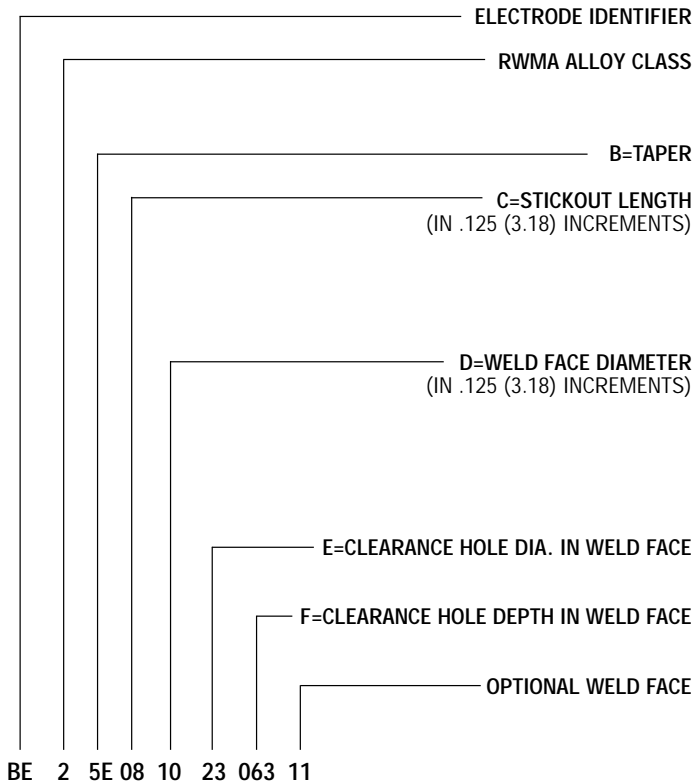 ELECTRODE IDENTIFIER
RWMA ALLOY CLASS
B=TAPER
C=STICKOUT LENGTH
(IN .125 (3.18) INCREMENTS)
D=WELD FACE DIAMETER
(IN .125 (3.18) INCREMENTS)
E=CLEARANCE HOLE DIA. IN WELD FACE
F=CLEARANCE HOLE DEPTH IN WELD FACE
OPTIONAL WELD FACE
BE 2 5E 08 10 23 063 11